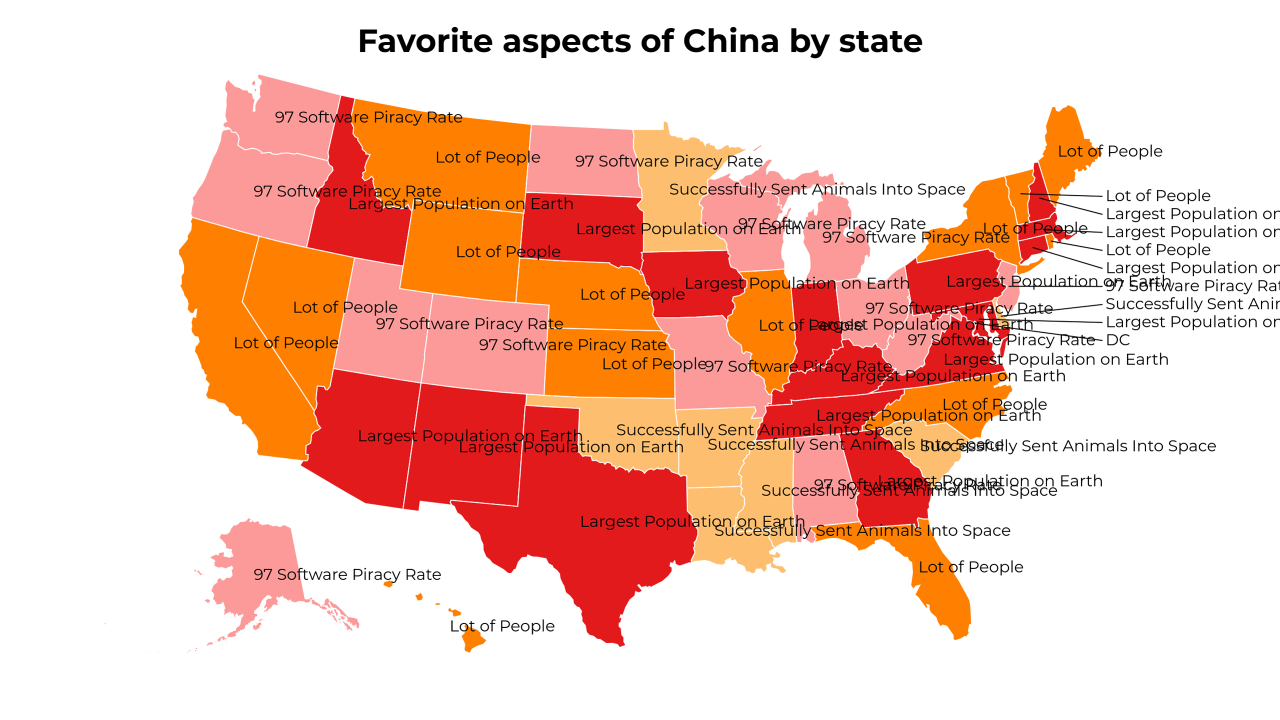 Favorite aspects of China by state
97 Software Piracy Rate
Lot of People
Lot of People
97 Software Piracy Rate
Successfully Sent Animals Into Space
97 Software Piracy Rate
Lot of People
Largest Population on Earth
Largest Population on
97 Software Piracy Rate
Largest Population on Earth
Lot of People
Largest Population on
97 Software Piracy Rate
97 Software Piracy Rate
Lot of People
Lot of People
Largest Population on
Largest Population on Earth
Largest Population on Earth
97 Software Piracy Rat
Lot of People
Successfully Sent Anim
Lot of People
97 Software Piracy Rate
Largest Population on
97 Software Piracy Rate
Lot of People
Largest Population on Earth
Lot of People
97 Software Piracy Rate
97 Software Piracy Rate
DC
Largest Population on Earth
Lot of People
97 Software Piracy Rate
Largest Population on Earth
Lot of People
Largest Population on Earth
Successfully Sent Animals Into Space
Largest Population on Earth
Largest Population on Earth
Successfully Sent Animals Into Space
Successfully Sent Animals Into Space
97 Software Piracy Rate
Largest Population on Earth
Successfully Sent Animals Into Space
Largest Population on Earth
Successfully Sent Animals Into Space
97 Software Piracy Rate
Lot of People
Lot of People